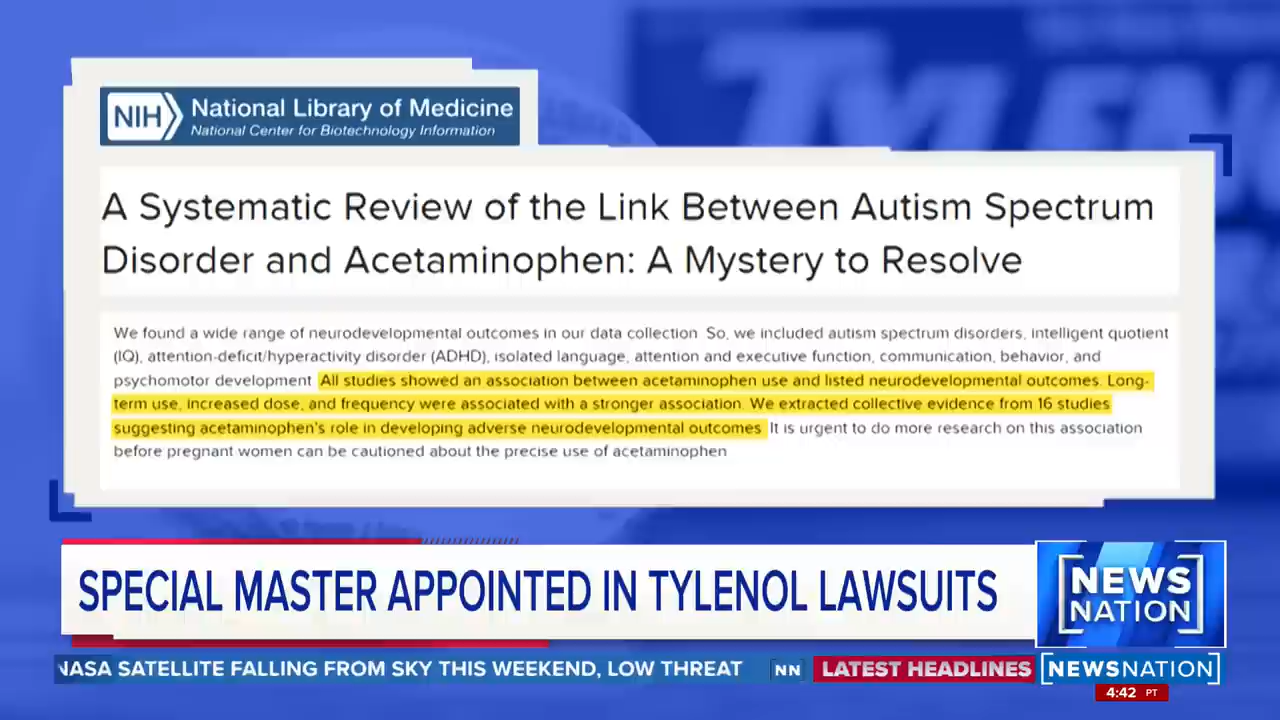 TYLENO
NIH National Library of Medicine
National Center for Biotechnology Information
A Systematic Review of the Link Between Autism Spectrum
Disorder and Acetaminophen: A Mystery to Resolve
We found a wide range of neurodevelopmental outcomes in our data collection. So, we included autism spectrum disorders, intelligent quotient
(IQ), attention-deficit/hyperactivity disorder (ADHD), isolated language, attention and executive function, communication, behavior, and
psychomotor development. All studies showed an association between acetaminophen use and listed neurodevelopmental outcomes. Long-
term use, increased dose, and frequency were associated with a stronger association. We extracted collective evidence from 16 studies
suggesting acetaminophen's role in developing adverse neurodevelopmental outcomes. It is urgent to do more research on this association
before pregnant women can be cautioned about the precise use of acetaminophen
SPECIAL MASTER APPOINTED IN TYLENOL LAWSUITS
NEWS
NATION
NASA SATELLITE FALLING FROM SKY THIS WEEKEND, LOW THREAT NN LATEST HEADLINES NEWSNATION
4:42 PT